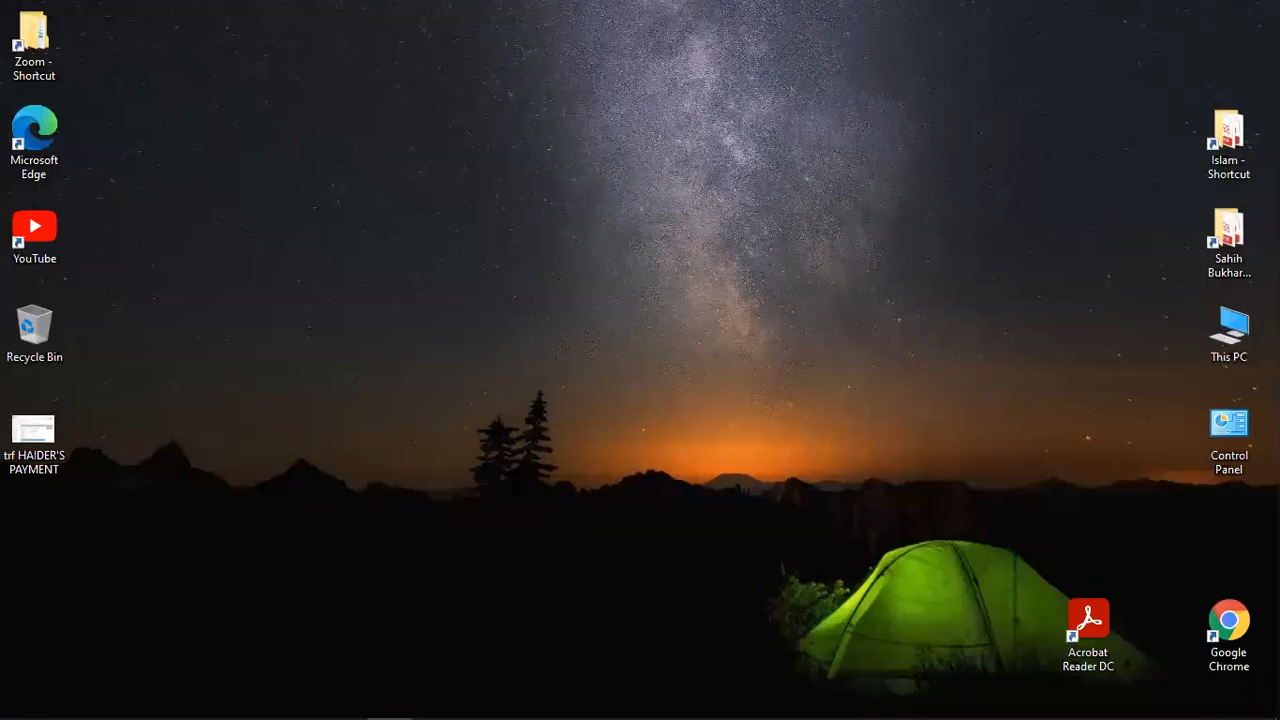 Zoom -
Shortcut
Microsoft
Edge
YouTube
Recycle Bin
trf HAIDER'S
PAYMENT
Islam -
Shortcut
Sahih
Bukhar...
This PC
Control
Panel
Acrobat
Reader DC
Google
Chrome